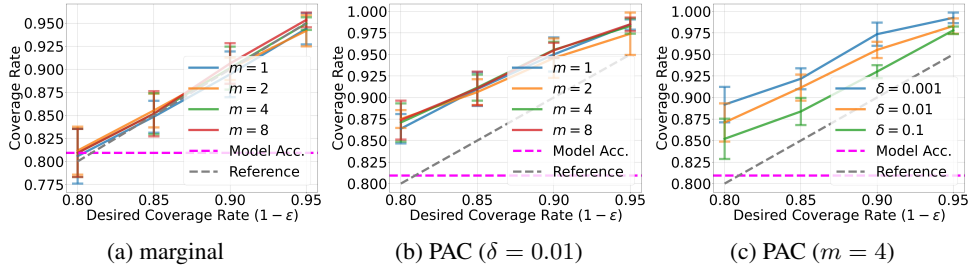 0.950
0.925
0.900
0.875
0.850
0.825
0.800
0.775
Coverage Rate
m = 1
m = 2
m = 4
m = 8
Model Acc.
Reference
0.80 0.85 0.90 0.95
Desired Coverage Rate (1 − ε)
(a) marginal
1.000
0.975
0.950
0.925
0.900
0.875
0.850
0.825
0.800
Coverage Rate
m = 1
m = 2
m = 4
m = 8
Model Acc.
Reference
0.80 0.85 0.90 0.95
Desired Coverage Rate (1 − ε)
(b) PAC (δ = 0.01)
1.000
0.975
0.950
0.925
0.900
0.875
0.850
0.825
0.800
Coverage Rate
δ = 0.001
δ = 0.01
δ = 0.1
Model Acc.
Reference
0.80 0.85 0.90 0.95
Desired Coverage Rate (1 − ε)
(c) PAC (m = 4)